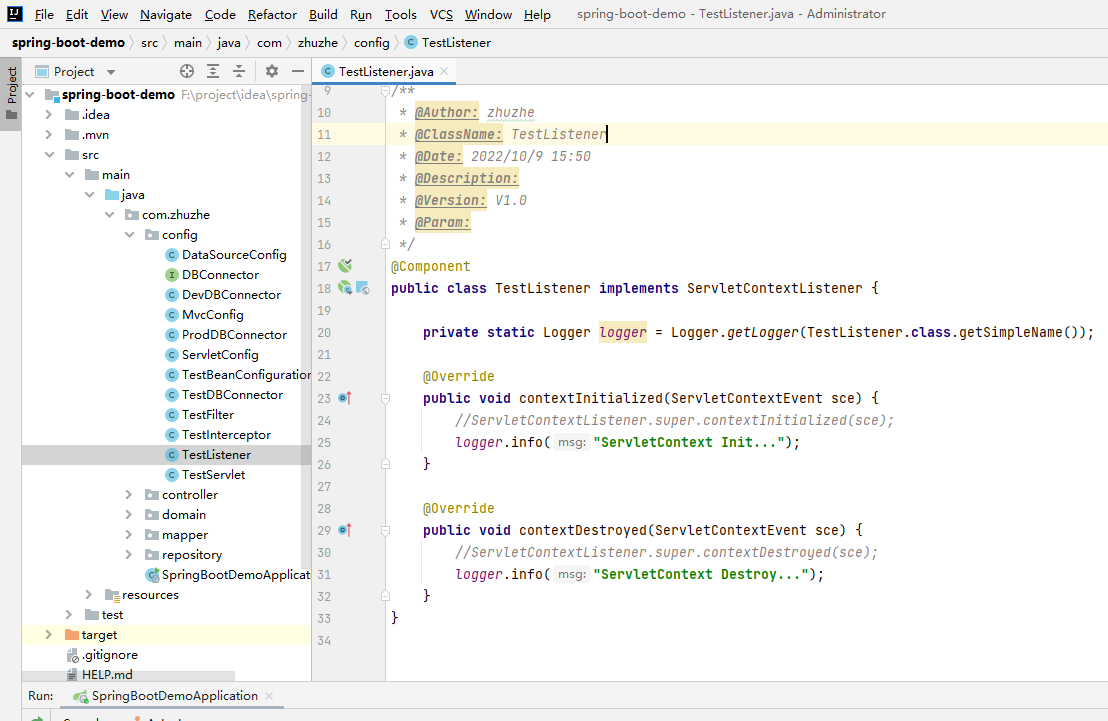 File Edit View Navigate Code Refactor Build Run Tools VCS Window Help spring-boot-demo - TestListener.java - Administrator
spring-boot-demo src main java com zhuzhe config TestListener
Project
Project
TestListener.java
spring-boot-demo F:\project\idea\spring-
.idea
.mvn
src
main
java
com.zhuzhe
config
DataSourceConfig
DBConnector
DevDBConnector
MvcConfig
ProdDBConnector
ServletConfig
TestBeanConfiguration
TestDBConnector
TestFilter
TestInterceptor
TestListener
TestServlet
controller
domain
mapper
repository
SpringBootDemoApplicat
resources
test
target
.gitignore
HELP.md
9 /**
10 * @Author: zhuzhe
11 * @ClassName: TestListener
12 * @Date: 2022/10/9 15:50
13 * @Description:
14 * @Version: V1.0
15 * @Param:
16 */
17 @Component
18 public class TestListener implements ServletContextListener {
19
20 private static Logger logger = Logger.getLogger(TestListener.class.getSimpleName());
21
22 @Override
23 public void contextInitialized(ServletContextEvent sce) {
24 //ServletContextListener.super.contextInitialized(sce);
25 logger.info( msg: "ServletContext Init...");
26 }
27
28 @Override
29 public void contextDestroyed(ServletContextEvent sce) {
30 //ServletContextListener.super.contextDestroyed(sce);
31 logger.info( msg: "ServletContext Destroy...");
32 }
33 }
34
Run: SpringBootDemoApplication